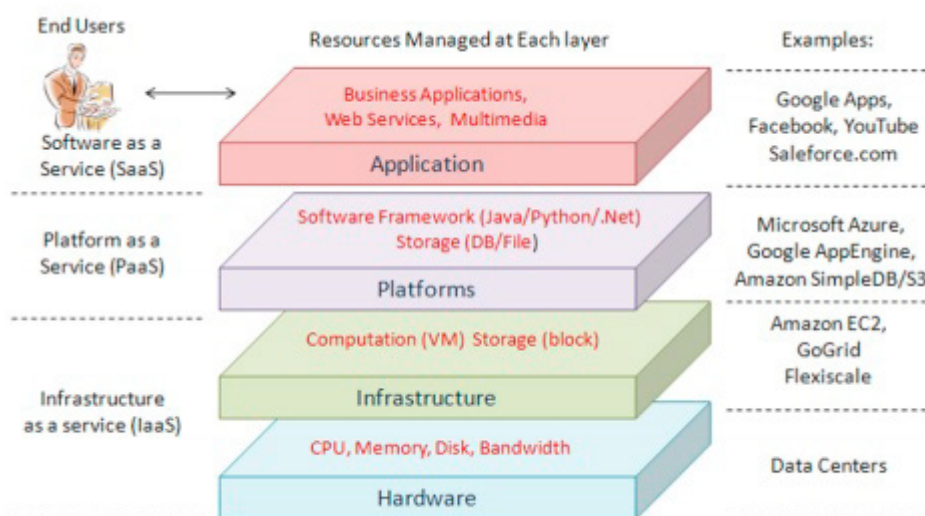 End Users
Resources Managed at Each layer
Examples:
Business Applications,
Web Services, Multimedia
Application
Software as a
Service (SaaS)
Google Apps,
Facebook, YouTube
Saleforce.com
Software Framework (Java/Python/.Net)
Storage (DB/File)
Platforms
Platform as a
Service (PaaS)
Microsoft Azure,
Google AppEngine,
Amazon SimpleDB/S3
Computation (VM) Storage (block)
Infrastructure
Amazon EC2,
GoGrid
Flexiscale
Infrastructure
as a service (IaaS)
CPU, Memory, Disk, Bandwidth
Hardware
Data Centers